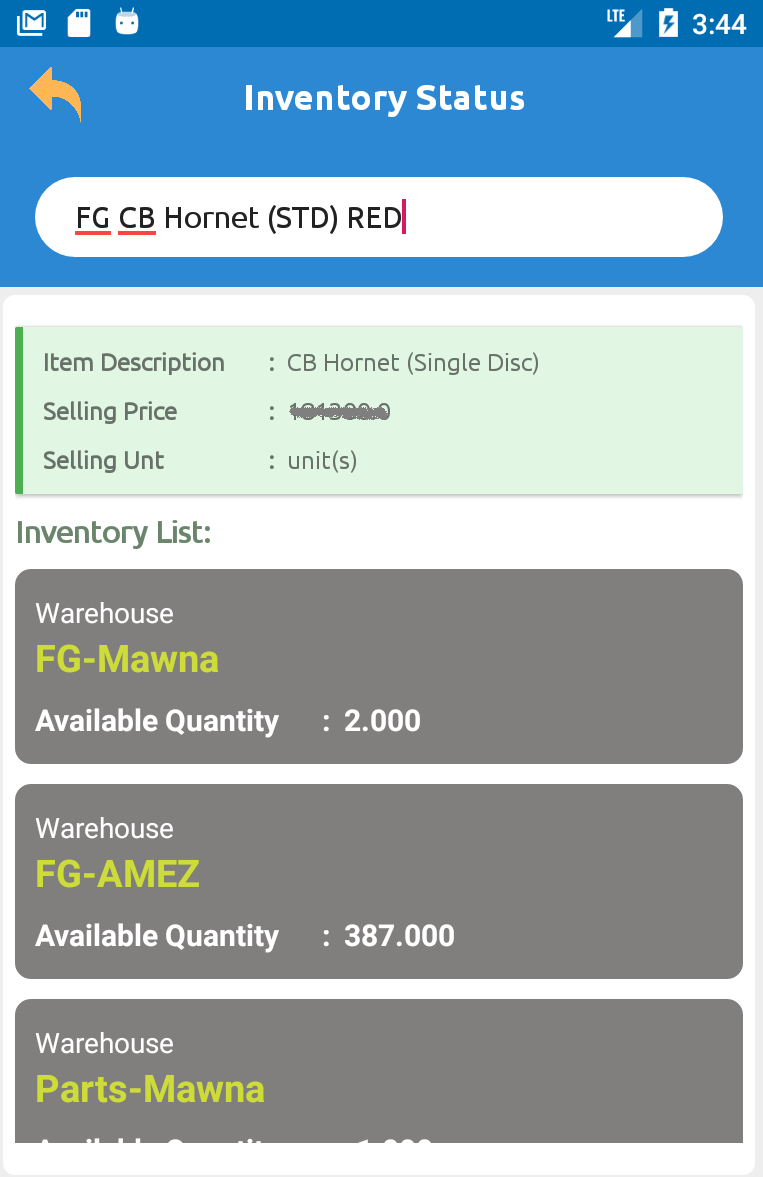 LTE 3:44
Inventory Status
FG CB Hornet (STD) RED
Item Description : CB Hornet (Single Disc)
Selling Price :
Selling Unt : unit(s)
Inventory List:
Warehouse
FG-Mawna
Available Quantity : 2.000
Warehouse
FG-AMEZ
Available Quantity : 387.000
Warehouse
Parts-Mawna
Available Quantity